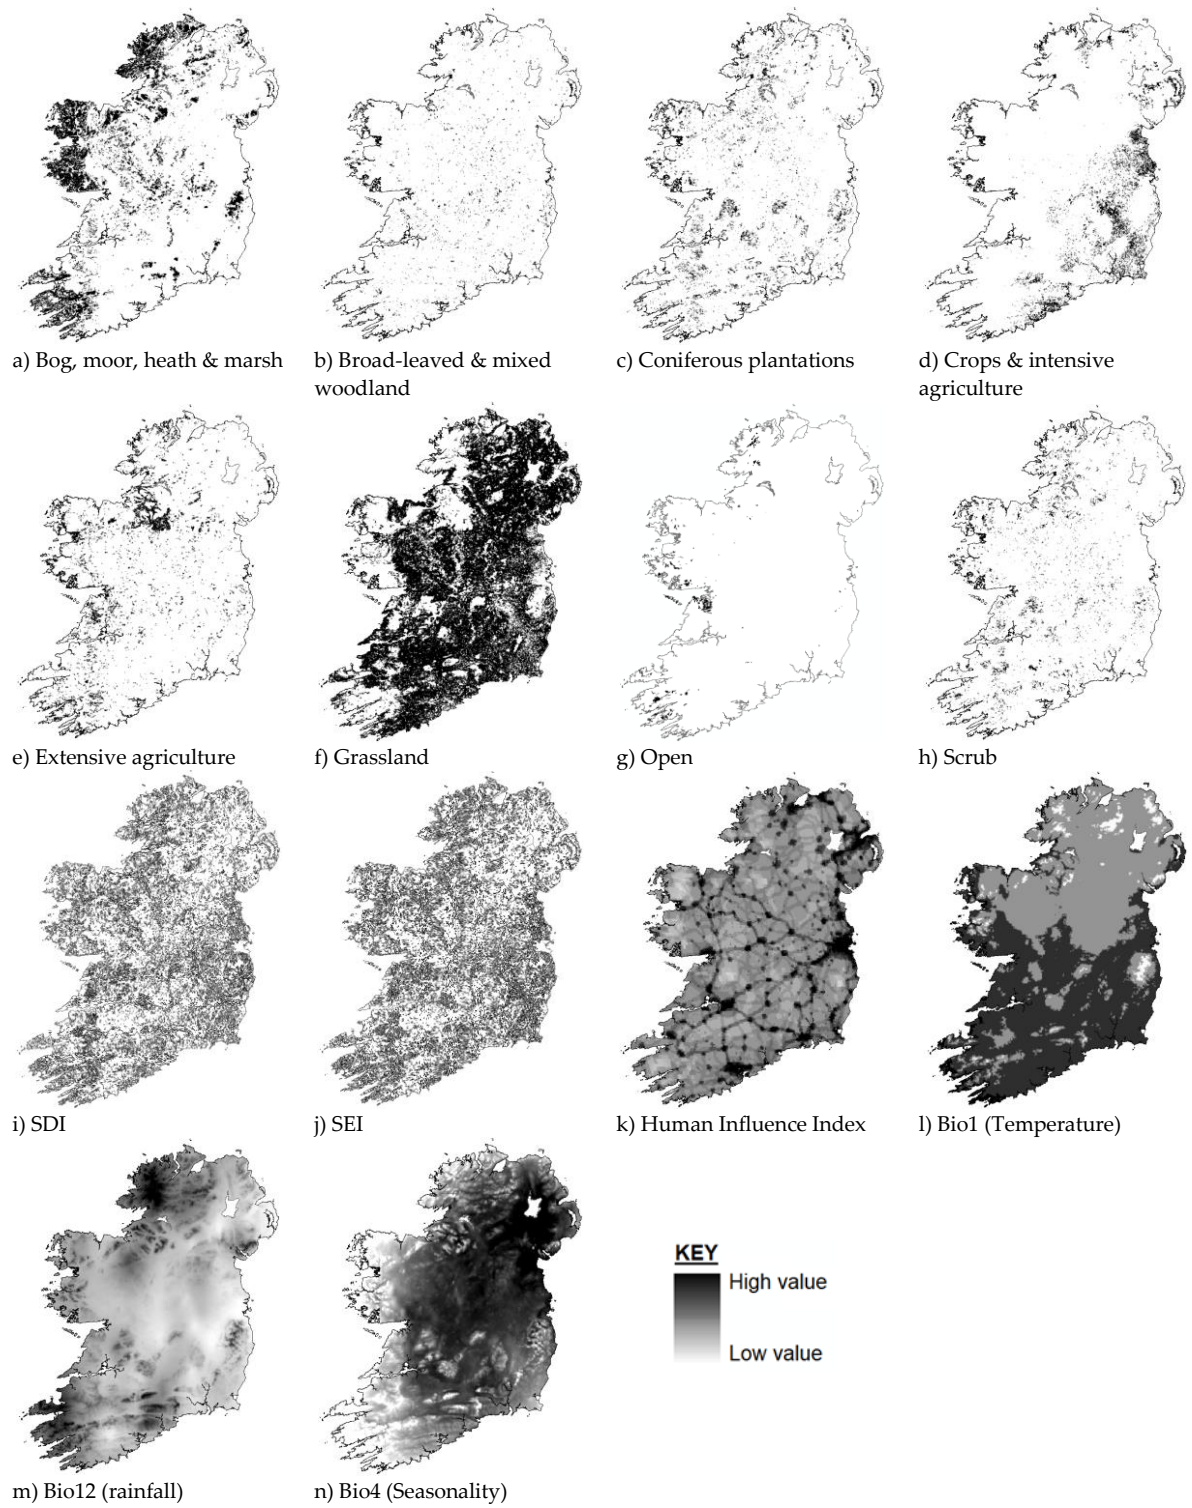 a) Bog, moor, heath & marsh
b) Broad-leaved & mixed
woodland
c) Coniferous plantations
d) Crops & intensive
agriculture
e) Extensive agriculture
f) Grassland
g) Open
h) Scrub
i) SDI
j) SEI
k) Human Influence Index
l) Bio1 (Temperature)
m) Bio12 (rainfall)
n) Bio4 (Seasonality)
KEY
High value
Low value